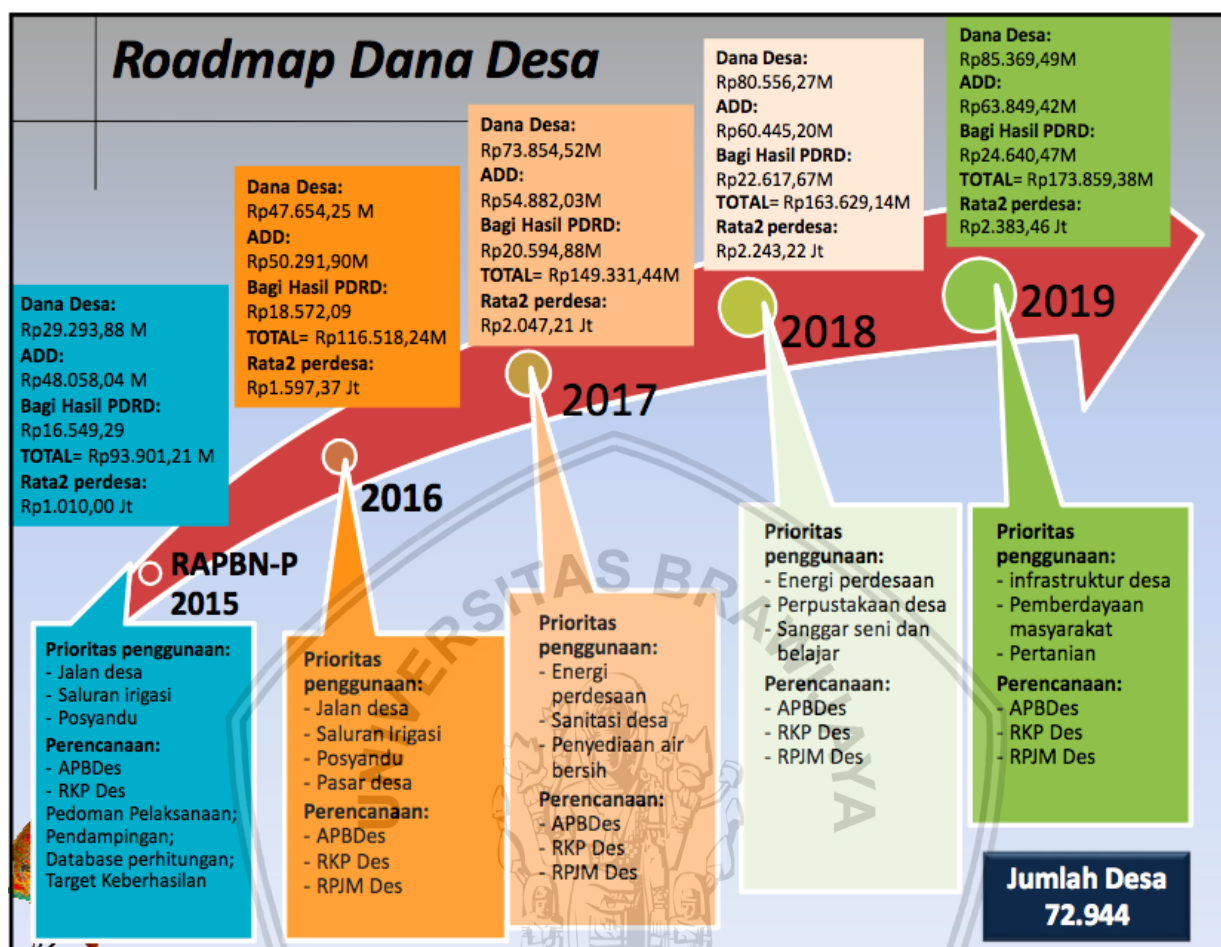 Roadmap Dana Desa
Dana Desa:
Rp29.293,88 M
ADD:
Rp48.058,04 M
Bagi Hasil PDRD:
Rp16.549,29
TOTAL= Rp93.901,21 M
Rata2 perdesa:
Rp1.010,00 Jt
Dana Desa:
Rp47.654,25 M
ADD:
Rp50.291,90M
Bagi Hasil PDRD:
Rp18.572,09
TOTAL= Rp116.518,24M
Rata2 perdesa:
Rp1.597,37 Jt
Dana Desa:
Rp73.854,52M
ADD:
Rp54.882,03M
Bagi Hasil PDRD:
Rp20.594,88M
TOTAL= Rp149.331,44M
Rata2 perdesa:
Rp2.047,21 Jt
Dana Desa:
Rp80.556,27M
ADD:
Rp60.445,20M
Bagi Hasil PDRD:
Rp22.617,67M
TOTAL= Rp163.629,14M
Rata2 perdesa:
Rp2.243,22 Jt
Dana Desa:
Rp85.369,49M
ADD:
Rp63.849,42M
Bagi Hasil PDRD:
Rp24.640,47M
TOTAL= Rp173.859,38M
Rata2 perdesa:
Rp2.383,46 Jt
RAPBN-P
2015
2016
2017
2018
2019
Prioritas penggunaan:
- Jalan desa
- Saluran irigasi
- Posyandu
Perencanaan:
- APBDes
- RKP Des
Pedoman Pelaksanaan;
Pendampingan;
Database perhitungan;
Target Keberhasilan
Prioritas
penggunaan:
- Jalan desa
- Saluran Irigasi
- Posyandu
- Pasar desa
Perencanaan:
- APBDes
- RKP Des
- RPJM Des
Prioritas
penggunaan:
- Energi
perdesaan
- Sanitasi desa
- Penyediaan air
bersih
Perencanaan:
- APBDes
- RKP Des
- RPJM Des
Prioritas
penggunaan:
- Energi perdesaan
- Perpustakaan desa
- Sanggar seni dan
belajar
Perencanaan:
- APBDes
- RKP Des
- RPJM Des
Prioritas
penggunaan:
- infrastruktur desa
- Pemberdayaan
masyarakat
- Pertanian
Perencanaan:
- APBDes
- RKP Des
- RPJM Des
Jumlah Desa
72.944
UNIVERSITAS BRAWIJAYA